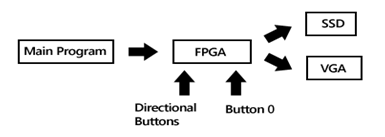 SSD
Main Program
FPGA
VGA
Directional
Buttons
Button 0